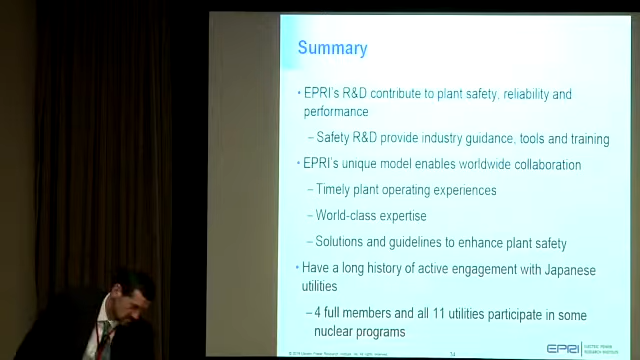 Summary
• EPRI's R&D contribute to plant safety, reliability and
performance
– Safety R&D provide industry guidance, tools and training
• EPRI's unique model enables worldwide collaboration
– Timely plant operating experiences
– World-class expertise
– Solutions and guidelines to enhance plant safety
• Have a long history of active engagement with Japanese
utilities
– 4 full members and all 11 utilities participate in some
nuclear programs
14
EPRI
ELECTRIC POWER
RESEARCH INSTITUTE